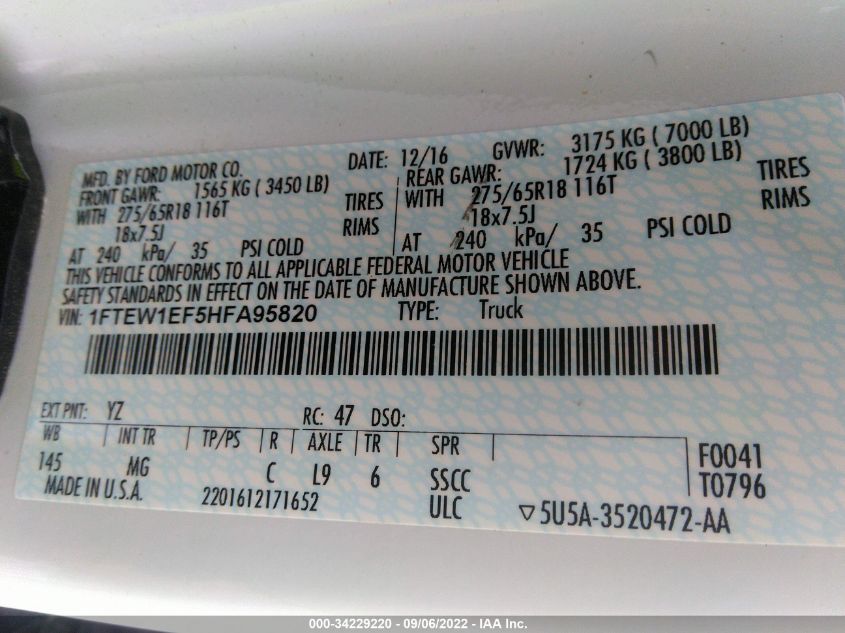 MFD. BY FORD MOTOR CO. DATE: 12/16 GVWR: 3175 KG ( 7000 LB)
FRONT GAWR: 1565 KG ( 3450 LB) REAR GAWR: 1724 KG ( 3800 LB)
WITH 275/65R18 116T TIRES WITH 275/65R18 116T TIRES
18x7.5J RIMS 18x7.5J RIMS
AT 240 kPa/ 35 PSI COLD AT 240 kPa/ 35 PSI COLD
THIS VEHICLE CONFORMS TO ALL APPLICABLE FEDERAL MOTOR VEHICLE
SAFETY STANDARDS IN EFFECT ON THE DATE OF MANUFACTURE SHOWN ABOVE.
VIN: 1FTEW1EF5HFA95820 TYPE: Truck
EXT PNT: YZ RC: 47 DSO:
WB INT TR TP/PS R AXLE TR SPR F0041
145 MG C L9 6 SSCC T0796
MADE IN U.S.A. 2201612171652 ULC ▽5U5A-3520472-AA
000-34229220 - 09/06/2022 - IAA Inc.